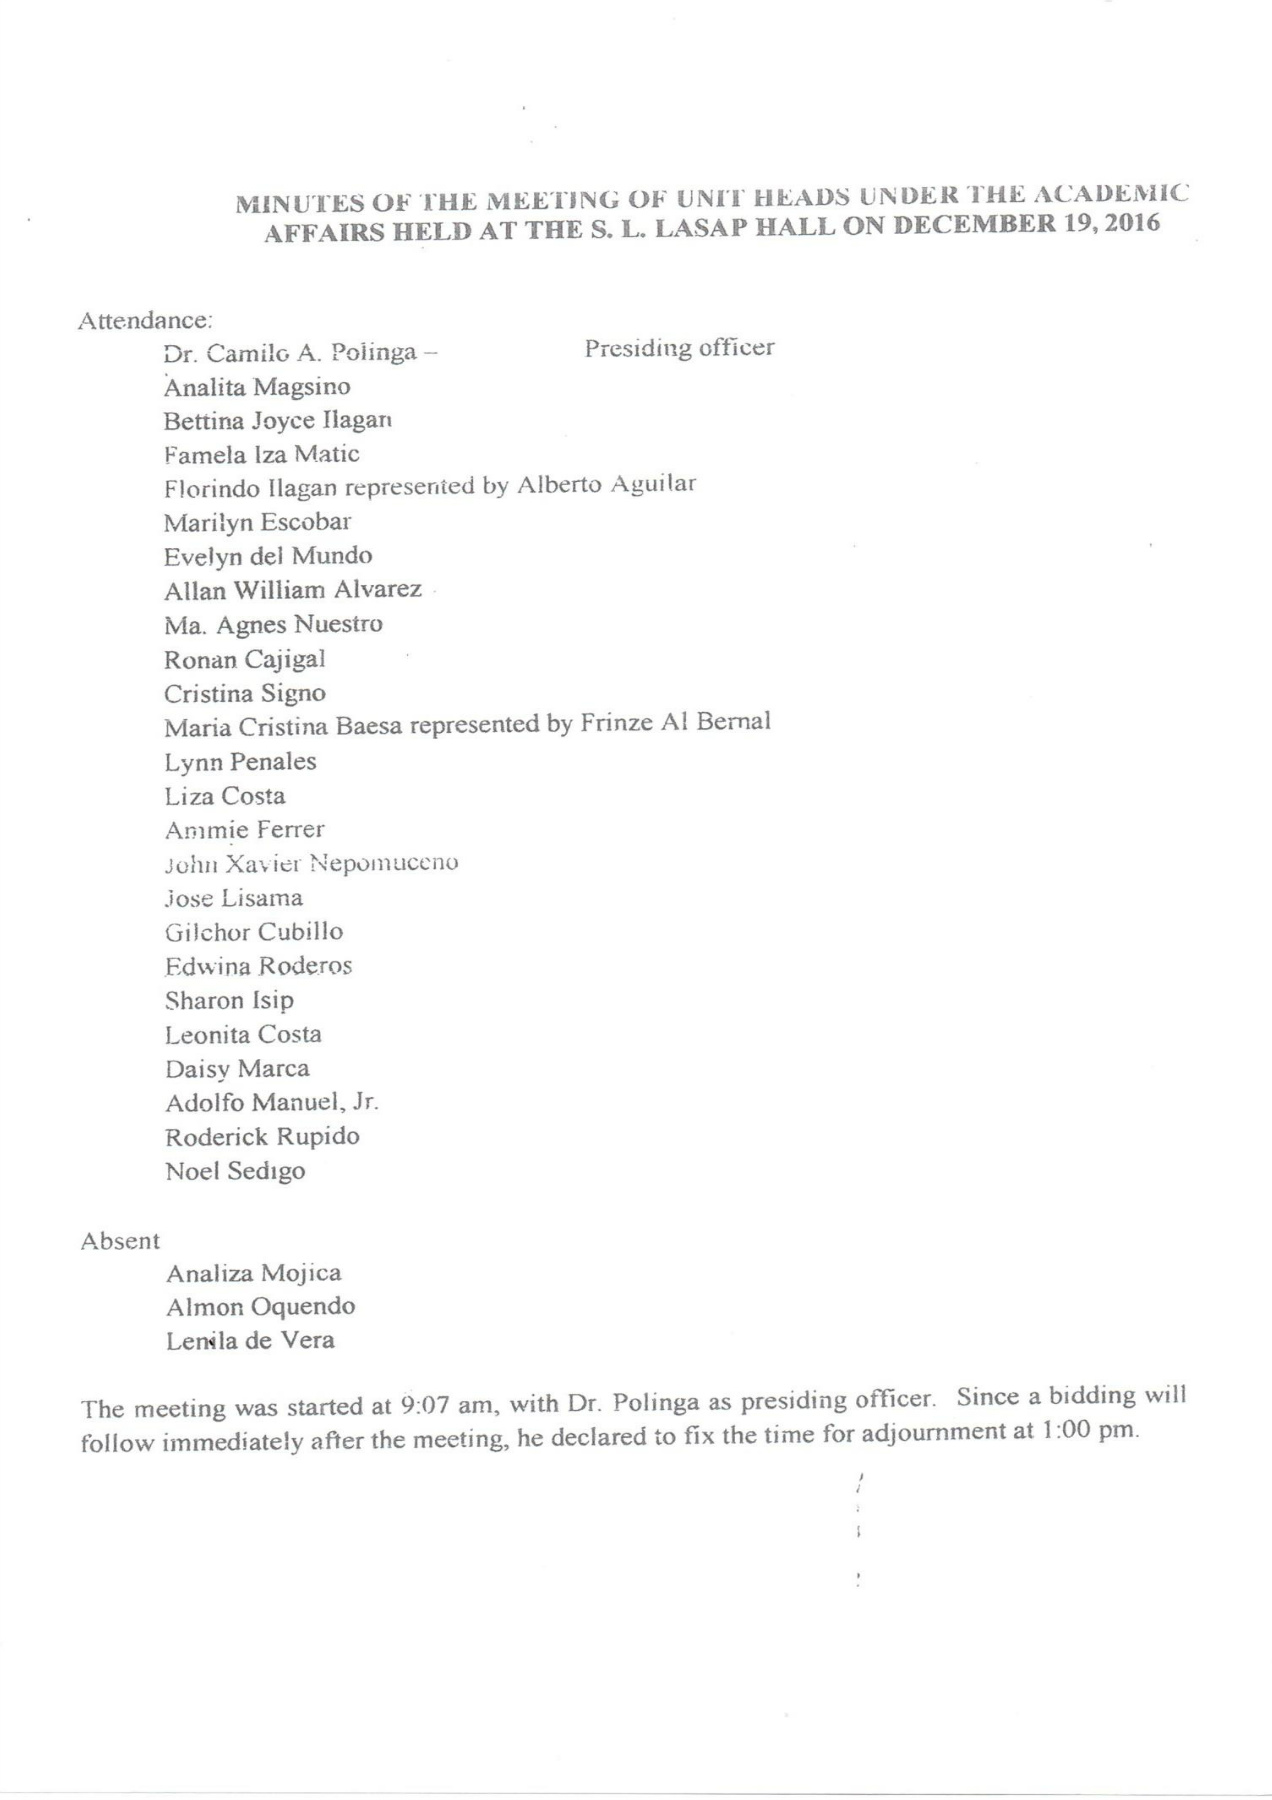 MINUTES OF THE MEETING OF UNIT HEADS UNDER THE ACADEMIC
AFFAIRS HELD AT THE S. L. LASAP HALL ON DECEMBER 19, 2016
Attendance:
Dr. Camilo A. Polinga – Presiding officer
Analita Magsino
Bettina Joyce Ilagan
Famela Iza Matic
Florindo Ilagan represented by Alberto Aguilar
Marilyn Escobar
Evelyn del Mundo
Allan William Alvarez
Ma. Agnes Nuestro
Ronan Cajigal
Cristina Signo
Maria Cristina Baesa represented by Frinze Al Bernal
Lynn Penales
Liza Costa
Ammie Ferrer
John Xavier Nepomuceno
Jose Lisama
Gilchor Cubillo
Edwina Roderos
Sharon Isip
Leonita Costa
Daisy Marca
Adolfo Manuel, Jr.
Roderick Rupido
Noel Sedigo
Absent
Analiza Mojica
Almon Oquendo
Lenila de Vera
The meeting was started at 9:07 am, with Dr. Polinga as presiding officer. Since a bidding will
follow immediately after the meeting, he declared to fix the time for adjournment at 1:00 pm.